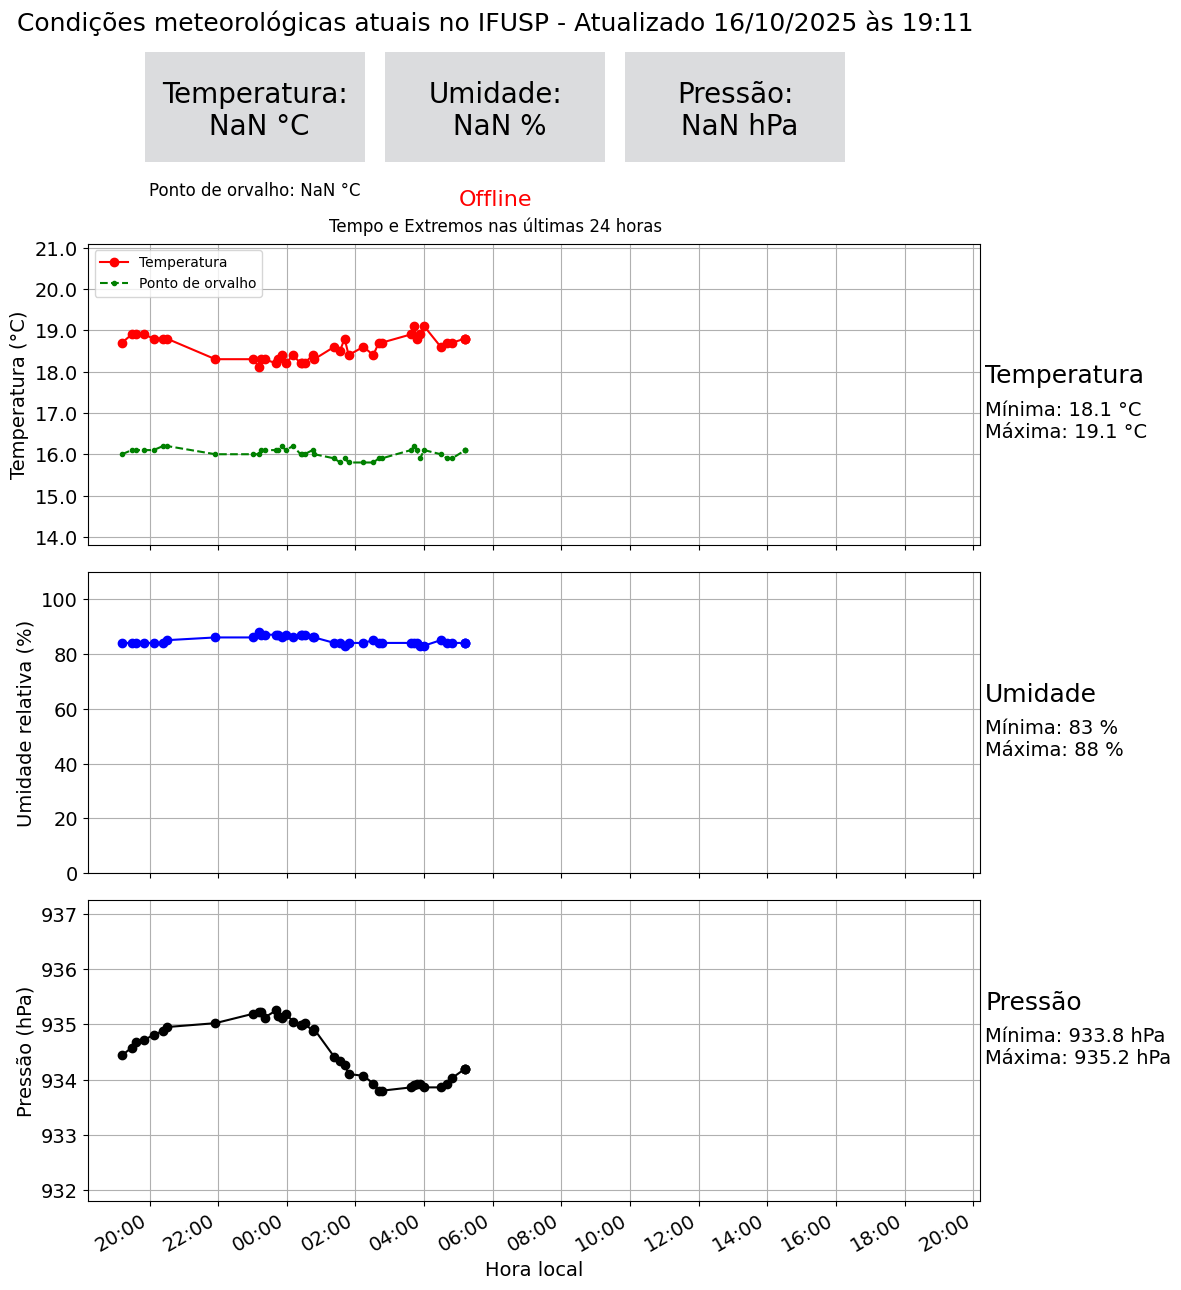 Condições meteorológicas atuais no IFUSP - Atualizado 16/10/2025 às 19:11
Temperatura:
NaN °C
Umidade:
NaN %
Pressão:
NaN hPa
Ponto de orvalho: NaN °C
Offline
Tempo e Extremos nas últimas 24 horas
Temperatura (°C)
21.0
20.0
19.0
18.0
17.0
16.0
15.0
14.0
Temperatura
Ponto de orvalho
Temperatura
Mínima: 18.1 °C
Máxima: 19.1 °C
Umidade relativa (%)
100
80
60
40
20
0
Umidade
Mínima: 83 %
Máxima: 88 %
Pressão (hPa)
937
936
935
934
933
932
Pressão
Mínima: 933.8 hPa
Máxima: 935.2 hPa
20:00 22:00 00:00 02:00 04:00 06:00 08:00 10:00 12:00 14:00 16:00 18:00 20:00
Hora local